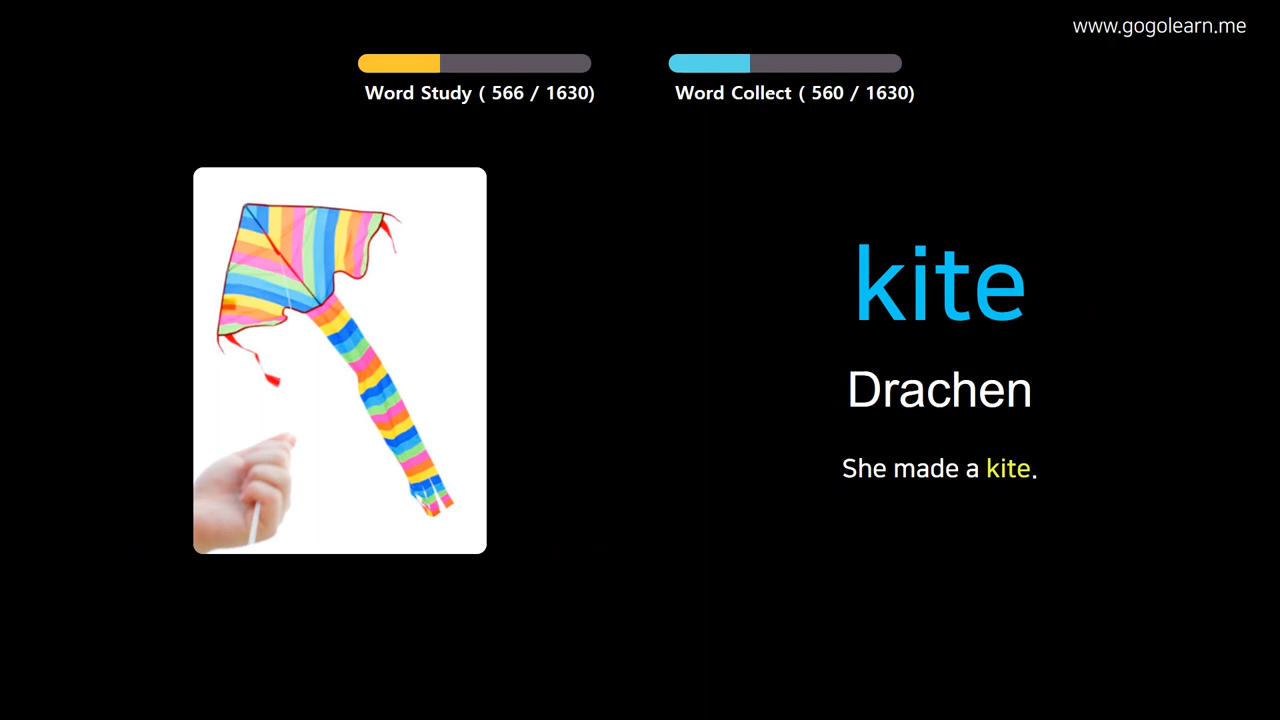 www.gogolearn.me
Word Study ( 566 / 1630)
Word Collect ( 560 / 1630)
kite
Drachen
She made a kite.